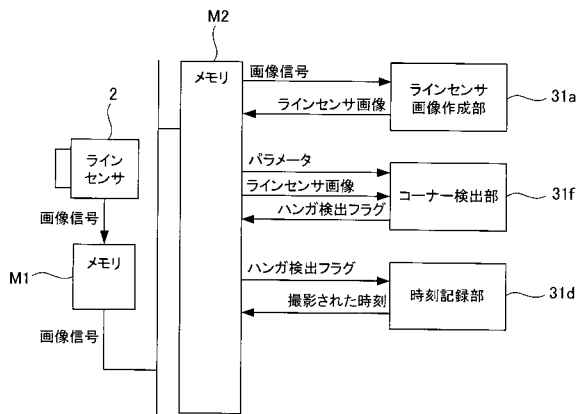 M2
メモリ
画像信号
ラインセンサ
画像作成部
31a
ラインセンサ画像
2
ライン
センサ
パラメータ
ラインセンサ画像
コーナー検出部
31f
ハンガ検出フラグ
画像信号
M1
メモリ
ハンガ検出フラグ
時刻記録部
31d
撮影された時刻
画像信号